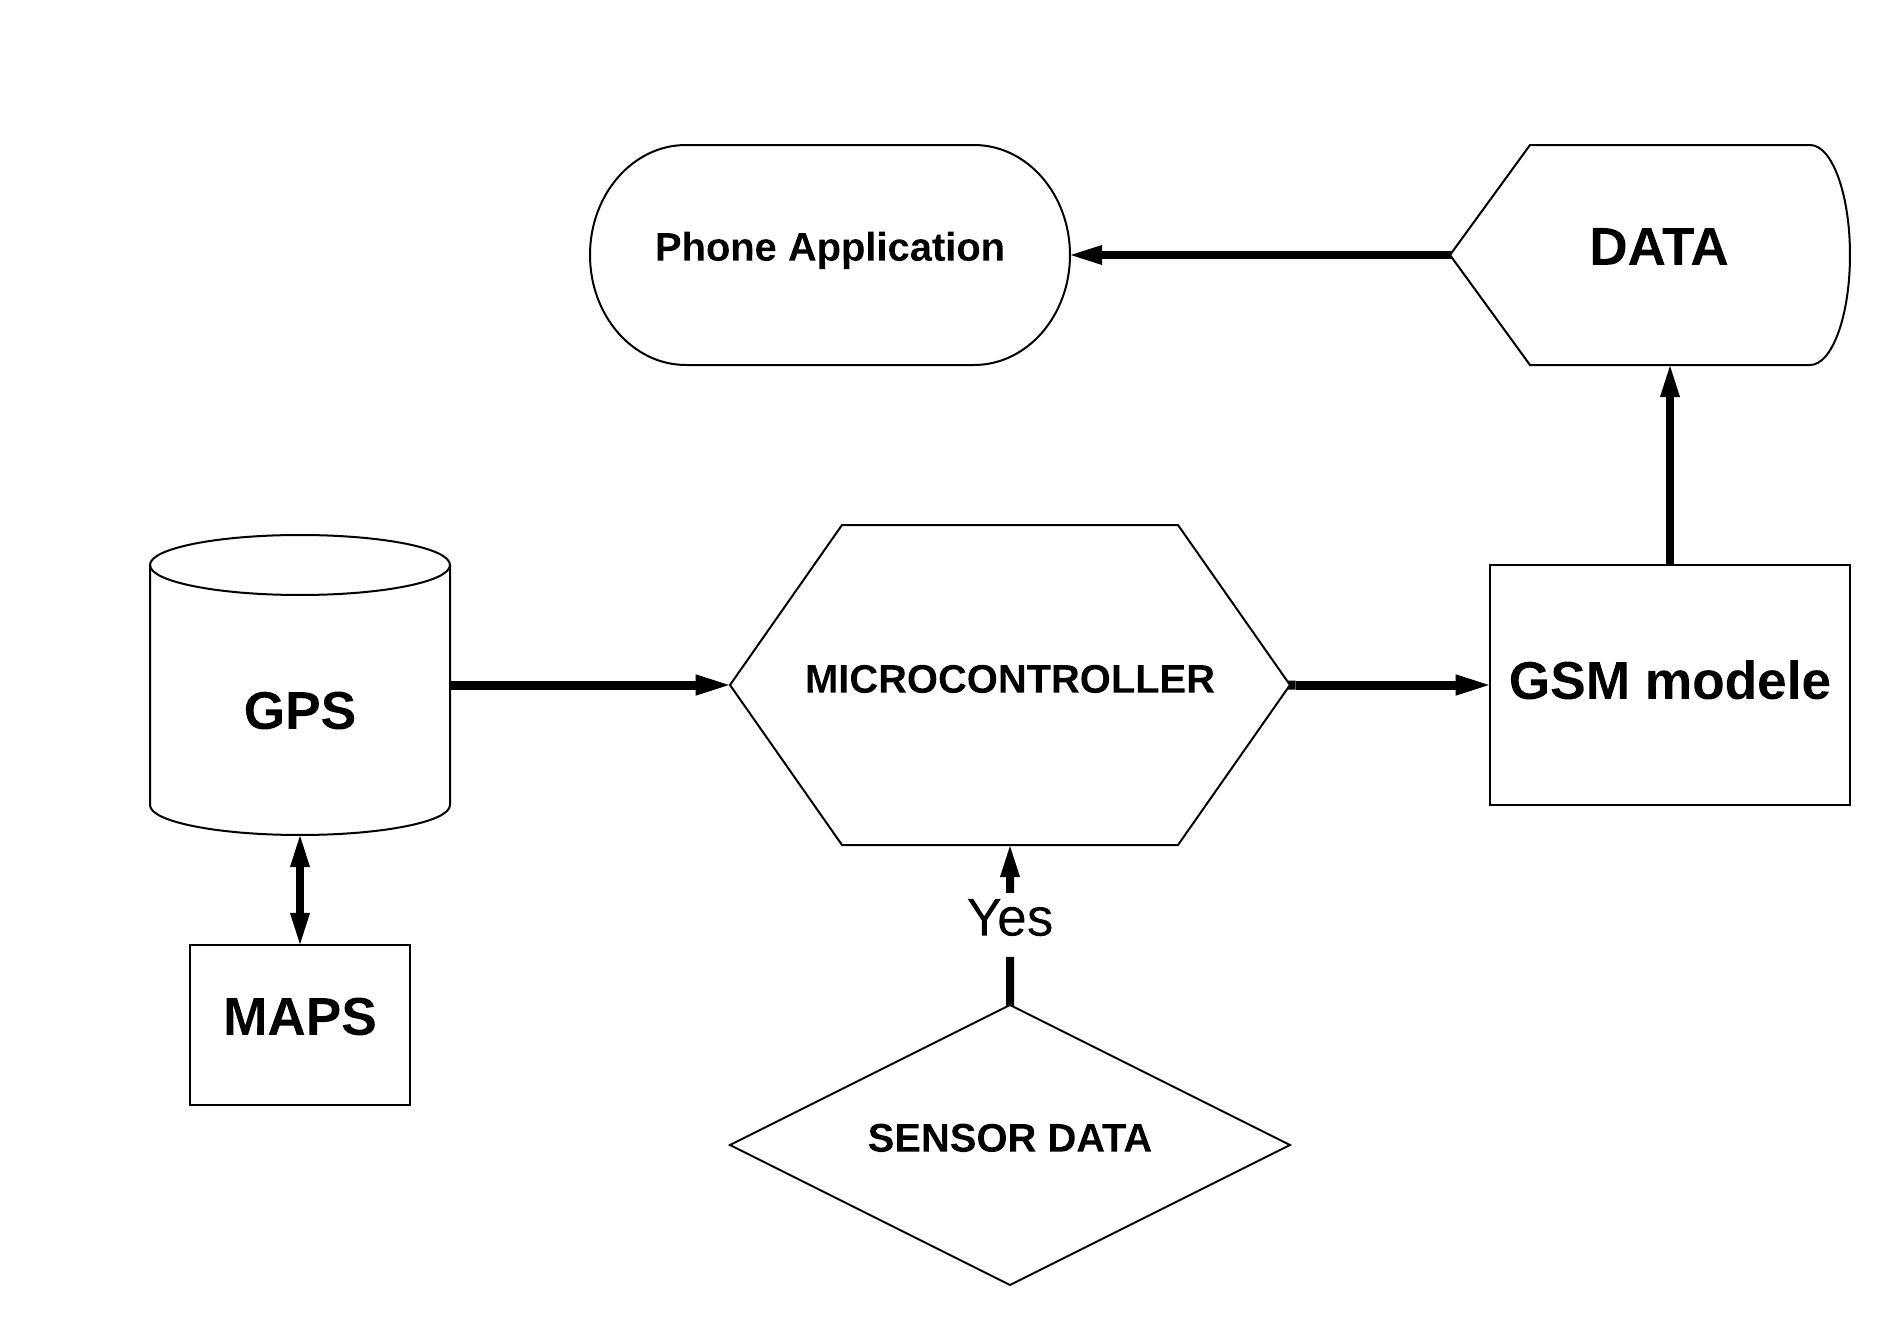 Phone Application
DATA
GPS
MICROCONTROLLER
GSM modele
Yes
MAPS
SENSOR DATA